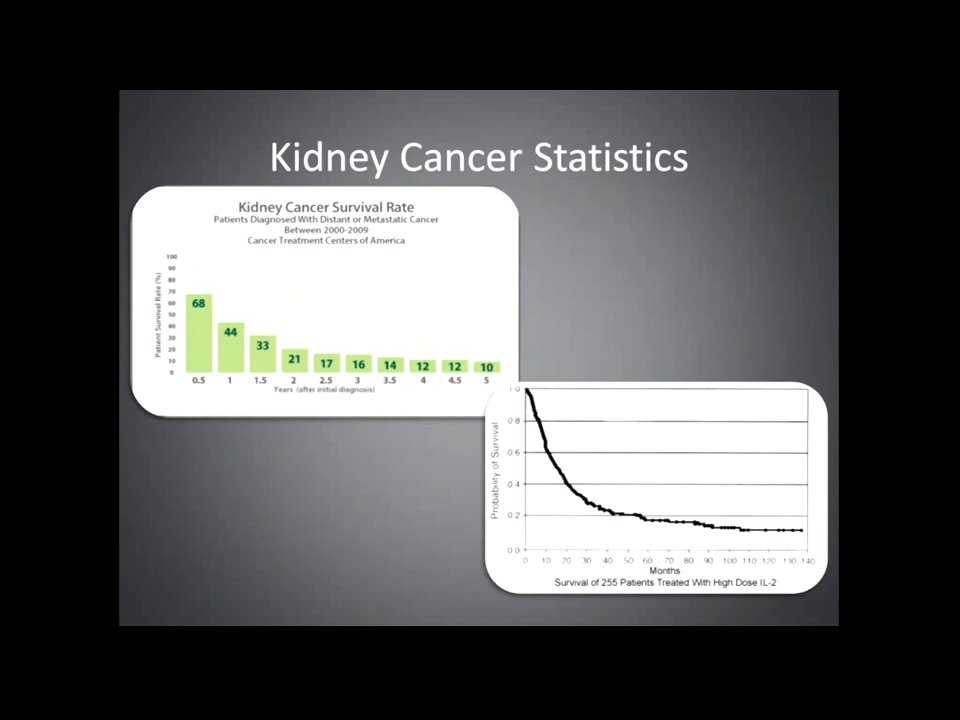 Kidney Cancer Statistics
Kidney Cancer Survival Rate
Patients Diagnosed With Distant or Metastatic Cancer
Between 2000-2009
Cancer Treatment Centers of America
Patient Survival Rate (%)
100
90
80
70
60
50
40
30
20
10
0
68
44
33
21
17
16
14
12
12
10
0.5 1 1.5 2 2.5 3 3.5 4 4.5 5
Years (after initial diagnosis)
Probability of Survival
1 0
0 8
0 6
0 4
0 2
0 0
0 10 20 30 40 50 60 70 80 90 100 110 120 130 140
Months
Survival of 255 Patients Treated With High Dose IL-2